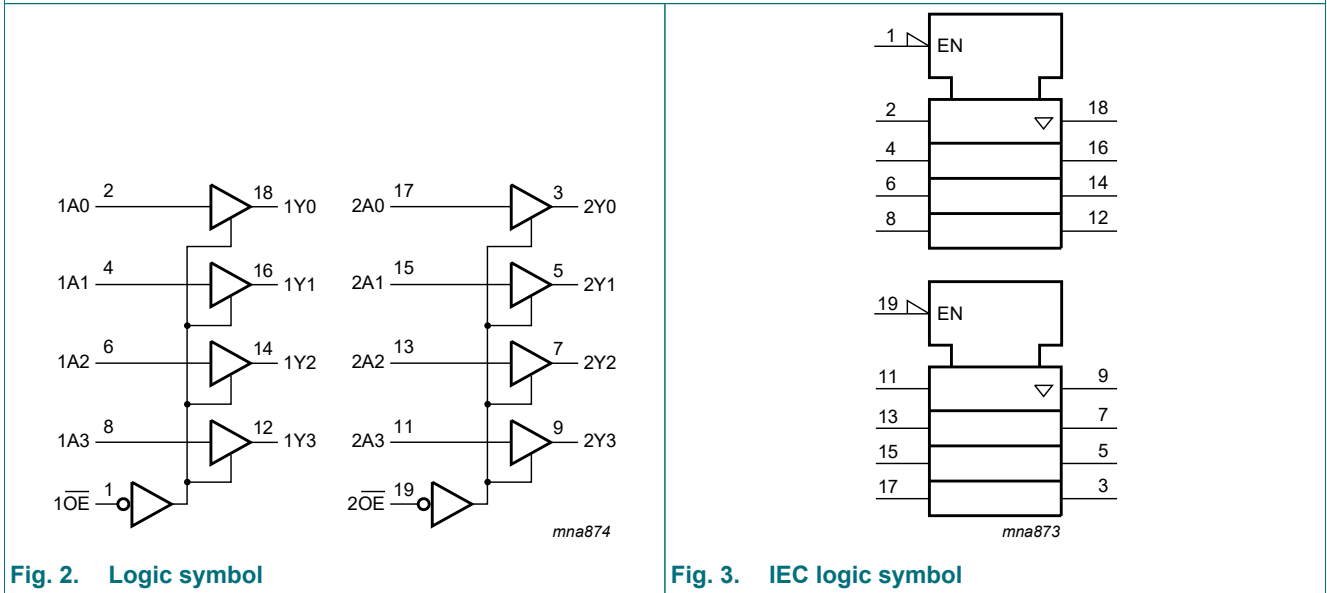 1A0 2 18 1Y0
1A1 4 16 1Y1
1A2 6 14 1Y2
1A3 8 12 1Y3
1O̅E̅ 1
2A0 17 3 2Y0
2A1 15 5 2Y1
2A2 13 7 2Y2
2A3 11 9 2Y3
2O̅E̅ 19
mna874
Fig. 2. Logic symbol
1 EN
2 18
4 16
6 14
8 12
19 EN
11 9
13 7
15 5
17 3
mna873
Fig. 3. IEC logic symbol